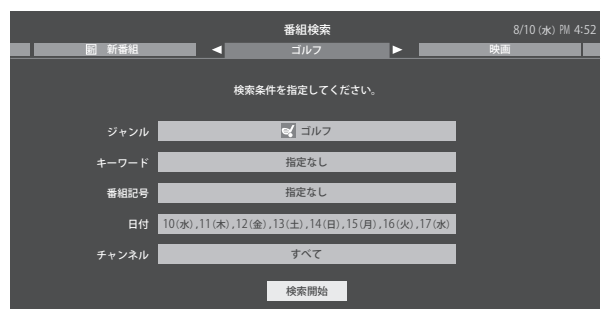 番組検索
8/10 (水) PM 4:52
新 新番組
◀ ゴルフ ▶
映画
検索条件を指定してください。
ジャンル ゴルフ
キーワード 指定なし
番組記号 指定なし
日付 10(水),11(木),12(金),13(土),14(日),15(月),16(火),17(水)
チャンネル すべて
検索開始